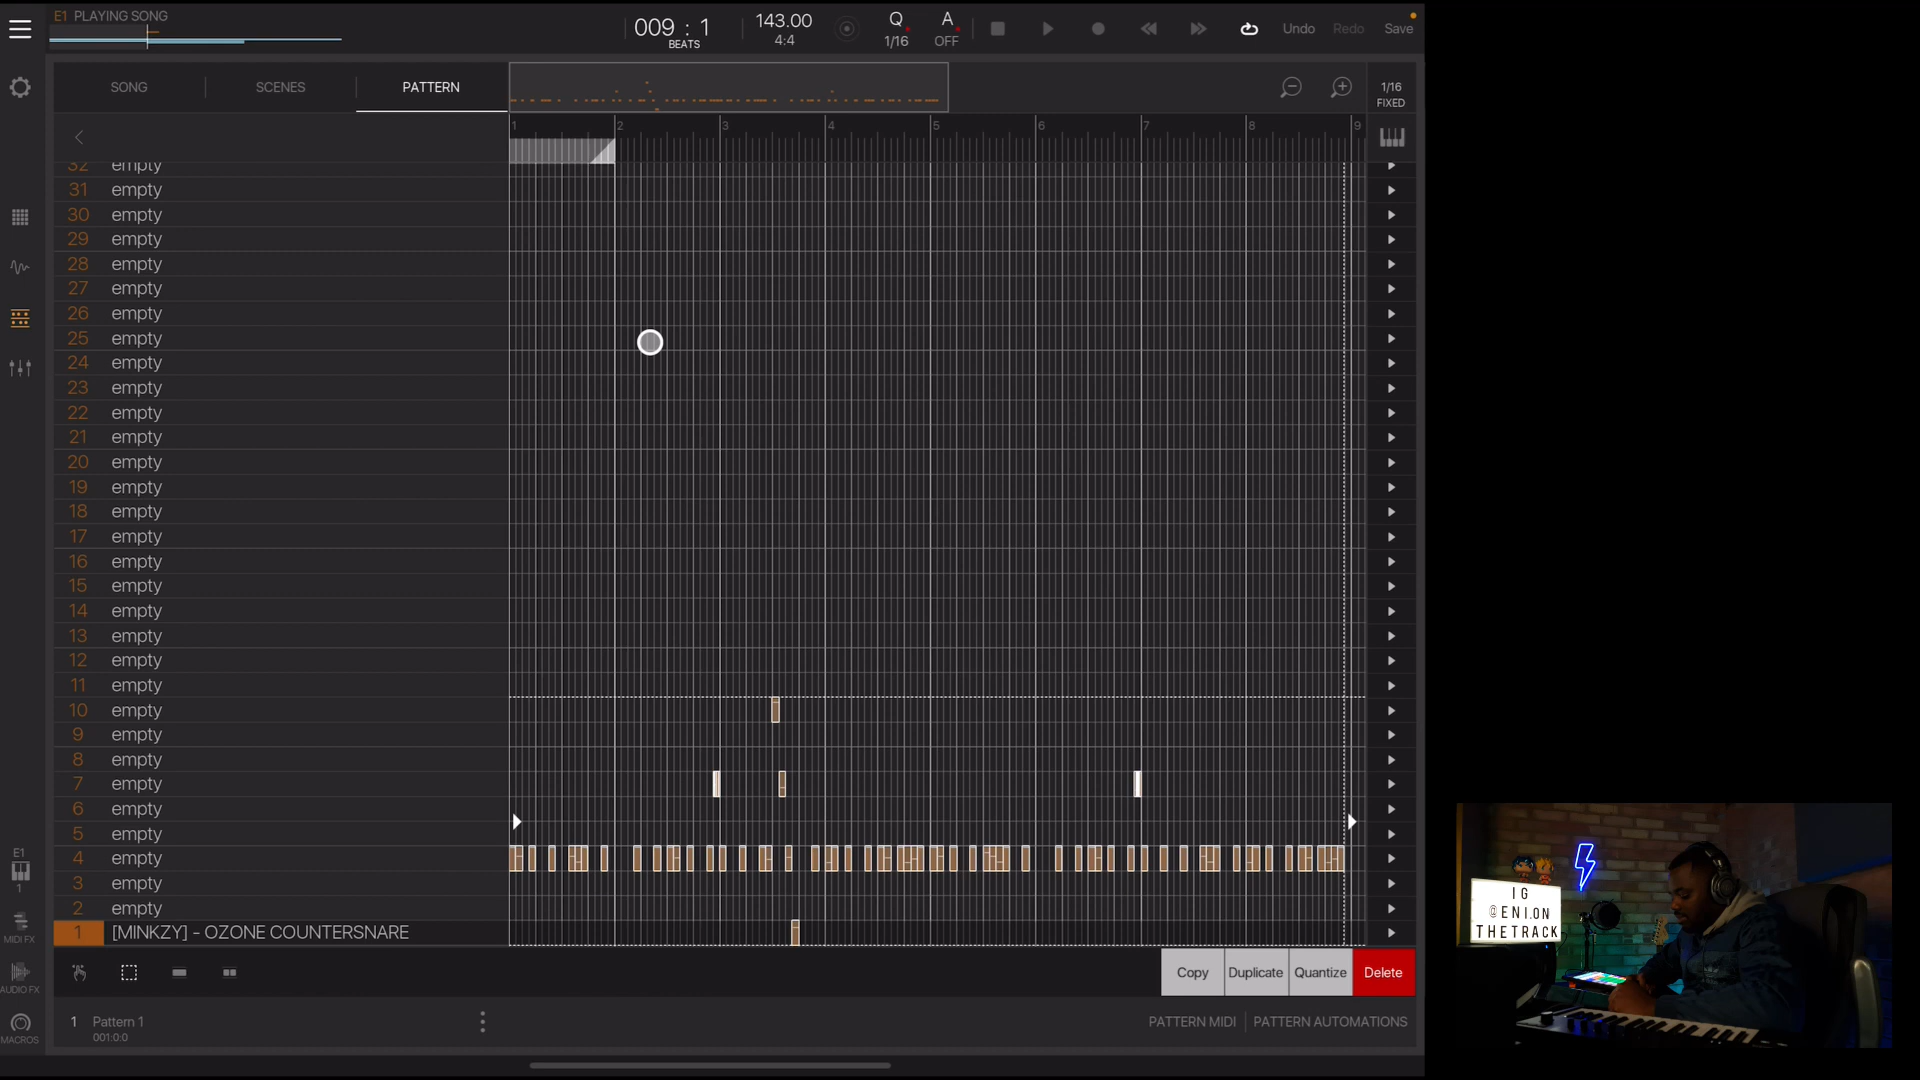 E1 PLAYING SONG
009 : 1
BEATS
143.00
4:4
Q
1/16
A
OFF
Undo
Redo
Save
SONG
SCENES
PATTERN
1/16
FIXED
1
2
3
4
5
6
7
8
9
32 empty
31 empty
30 empty
29 empty
28 empty
27 empty
26 empty
25 empty
24 empty
23 empty
22 empty
21 empty
20 empty
19 empty
18 empty
17 empty
16 empty
15 empty
14 empty
13 empty
12 empty
11 empty
10 empty
9 empty
8 empty
7 empty
6 empty
5 empty
4 empty
3 empty
2 empty
1 [MINKZY] - OZONE COUNTERSNARE
E1
1
MIDI FX
AUDIO FX
MACROS
Copy
Duplicate
Quantize
Delete
1 Pattern 1
001:0:0
PATTERN MIDI
PATTERN AUTOMATIONS
IG
@ENI.ON
THETRACK